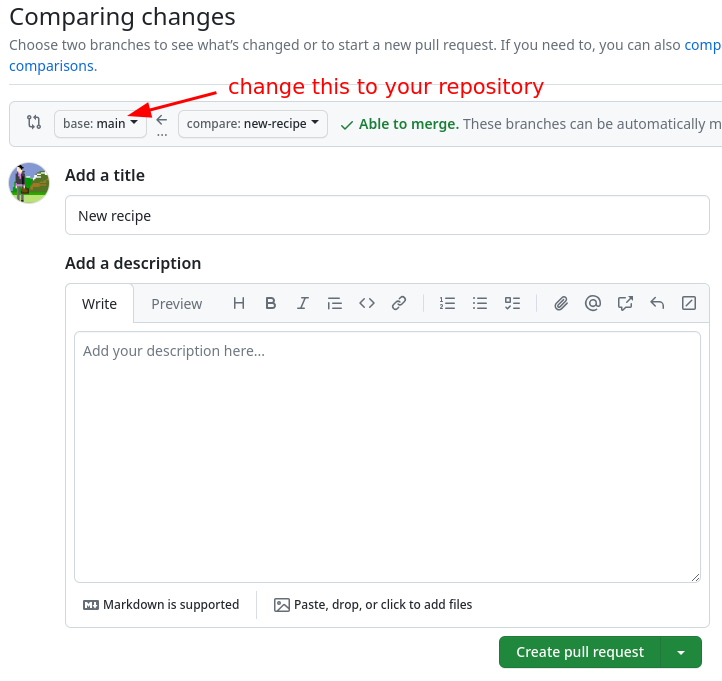 Comparing changes
Choose two branches to see what's changed or to start a new pull request. If you need to, you can also
comparisons.
change this to your repository
base: main compare: new-recipe Able to merge. These branches can be automatically
Add a title
New recipe
Add a description
Write Preview
Add your description here...
Markdown is supported Paste, drop, or click to add files
Create pull request